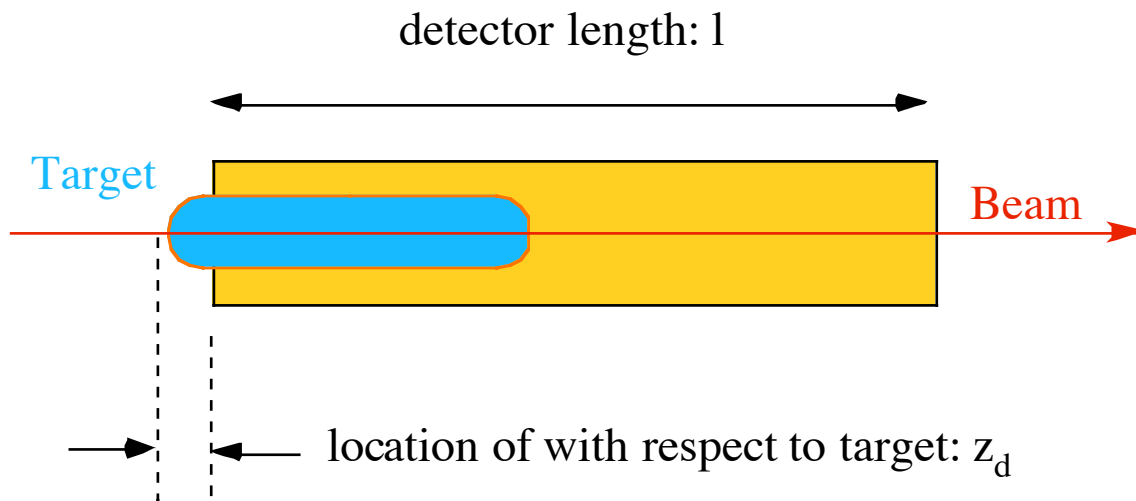 detector length: l
Target
Beam
location of with respect to target: z_d